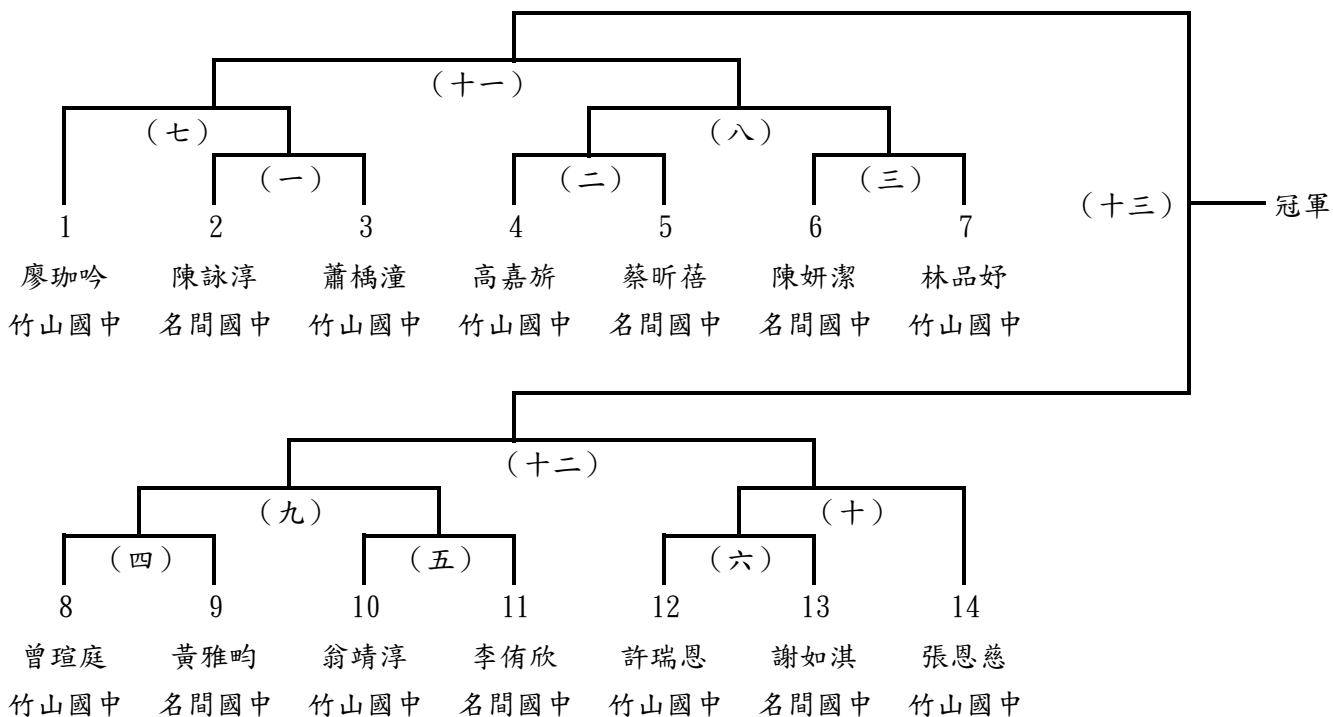 （十一）
（七） （八）
（一） （二） （三）
（十三） 冠軍
1 2 3 4 5 6 7
廖珈吟 陳詠淳 蕭楀潼 高嘉旂 蔡昕蓓 陳妍潔 林品妤
竹山國中 名間國中 竹山國中 竹山國中 名間國中 名間國中 竹山國中
（十二）
（九） （十）
（四） （五） （六）
8 9 10 11 12 13 14
曾瑄庭 黃雅畇 翁靖淳 李侑欣 許瑞恩 謝如淇 張恩慈
竹山國中 名間國中 竹山國中 名間國中 竹山國中 名間國中 竹山國中